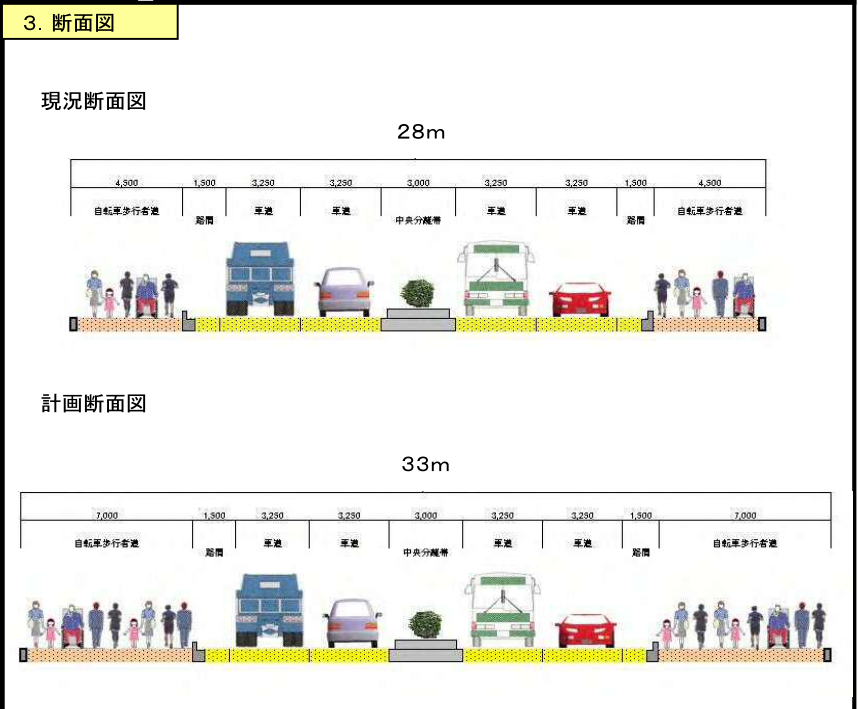 3．断面図
現況断面図
28m
4,500 1,500 3,250 3,250 3,000 3,250 3,250 1,500 4,500
自転車歩行者道 路肩 車道 車道 中央分離帯 車道 車道 路肩 自転車歩行者道
計画断面図
33m
7,000 1,500 3,250 3,250 3,000 3,250 3,250 1,500 7,000
自転車歩行者道 路肩 車道 車道 中央分離帯 車道 車道 路肩 自転車歩行者道